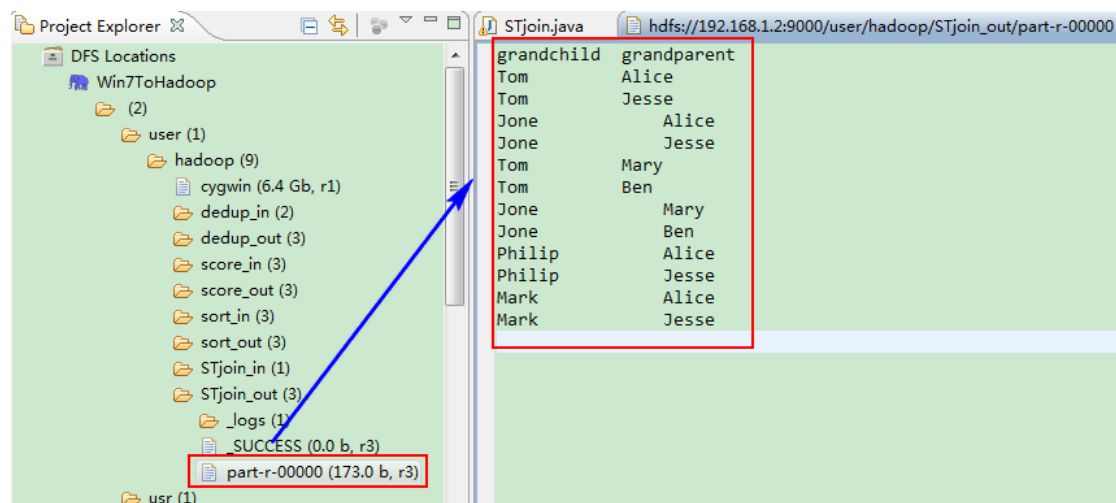 Project Explorer
DFS Locations
Win7ToHadoop
(2)
user (1)
hadoop (9)
cygwin (6.4 Gb, r1)
dedup_in (2)
dedup_out (3)
score_in (3)
score_out (3)
sort_in (3)
sort_out (3)
STjoin_in (1)
STjoin_out (3)
_logs (1)
_SUCCESS (0.0 b, r3)
part-r-00000 (173.0 b, r3)
usr (1)
STjoin.java hdfs://192.168.1.2:9000/user/hadoop/STjoin_out/part-r-00000
grandchild grandparent
Tom Alice
Tom Jesse
Jone Alice
Jone Jesse
Tom Mary
Tom Ben
Jone Mary
Jone Ben
Philip Alice
Philip Jesse
Mark Alice
Mark Jesse